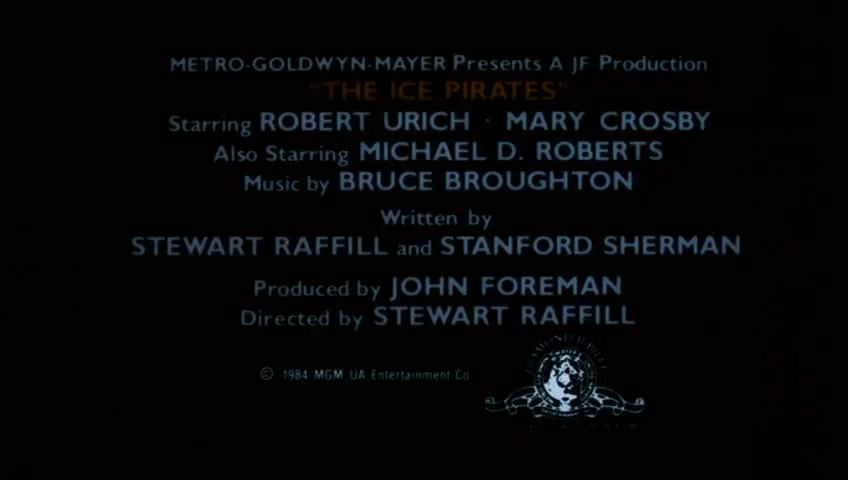 METRO-GOLDWYN-MAYER Presents A JF Production
"THE ICE PIRATES"
Starring ROBERT URICH · MARY CROSBY
Also Starring MICHAEL D. ROBERTS
Music by BRUCE BROUGHTON
Written by
STEWART RAFFILL and STANFORD SHERMAN
Produced by JOHN FOREMAN
Directed by STEWART RAFFILL
© 1984 MGM UA Entertainment Co